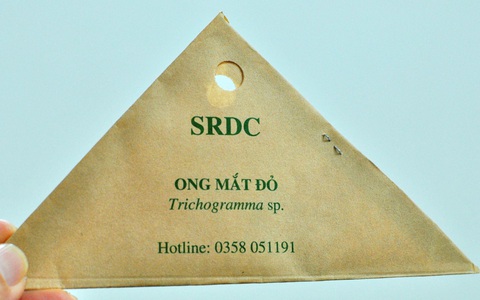 SRDC
ONG MẮT ĐỎ
Trichogramma sp.
Hotline: 0358 051191